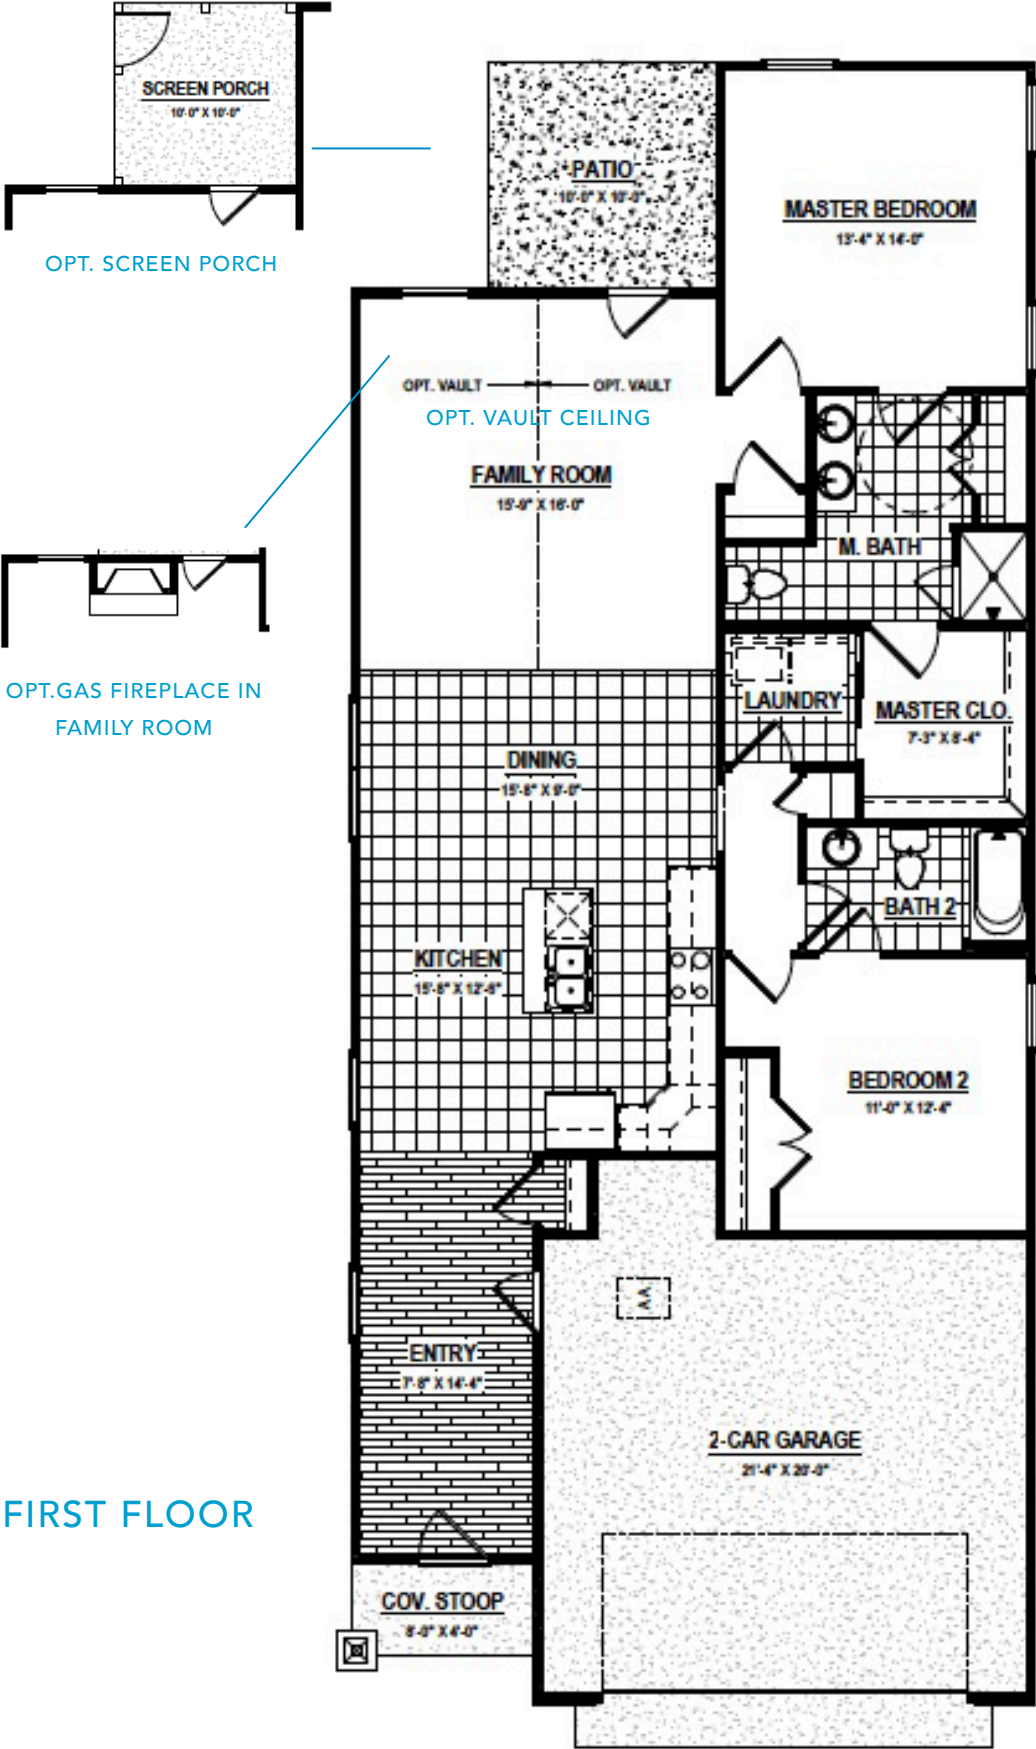 SCREEN PORCH
10'-0" X 10'-0"
OPT. SCREEN PORCH
PATIO
10'-0" X 10'-0"
MASTER BEDROOM
13'-4" X 14'-0"
OPT. VAULT
OPT. VAULT
OPT. VAULT CEILING
FAMILY ROOM
15'-9" X 16'-0"
M. BATH
OPT.GAS FIREPLACE IN
FAMILY ROOM
LAUNDRY
MASTER CLO.
7'-3" X 8'-4"
DINING
15'-8" X 9'-0"
BATH 2
KITCHEN
15'-8" X 12'-6"
BEDROOM 2
11'-0" X 12'-4"
ENTRY
7'-8" X 14'-4"
2-CAR GARAGE
21'-4" X 20'-0"
FIRST FLOOR
COV. STOOP
8'-0" X 4'-0"